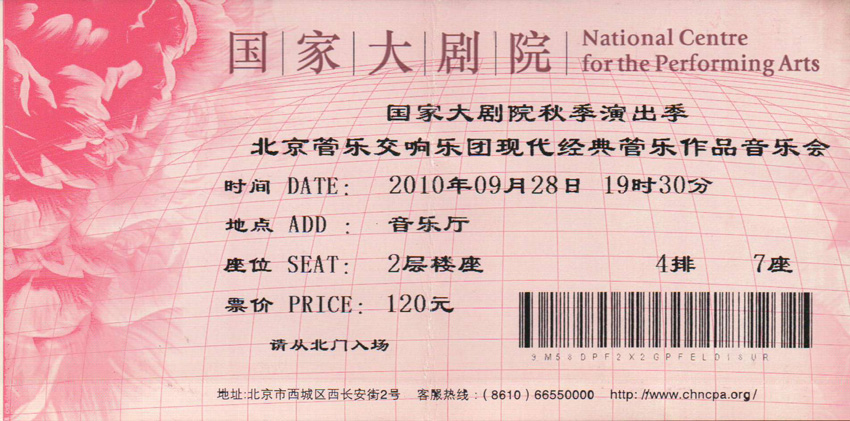 国家大剧院 National Centre
for the Performing Arts
国家大剧院秋季演出季
北京管乐交响乐团现代经典管乐作品音乐会
时间 DATE: 2010年09月28日 19时30分
地点 ADD : 音乐厅
座位 SEAT: 2层楼座 4排 7座
票价 PRICE: 120元
请从北门入场
地址:北京市西城区西长安街2号 客服热线:(8610)66550000 http://www.chncpa.org/